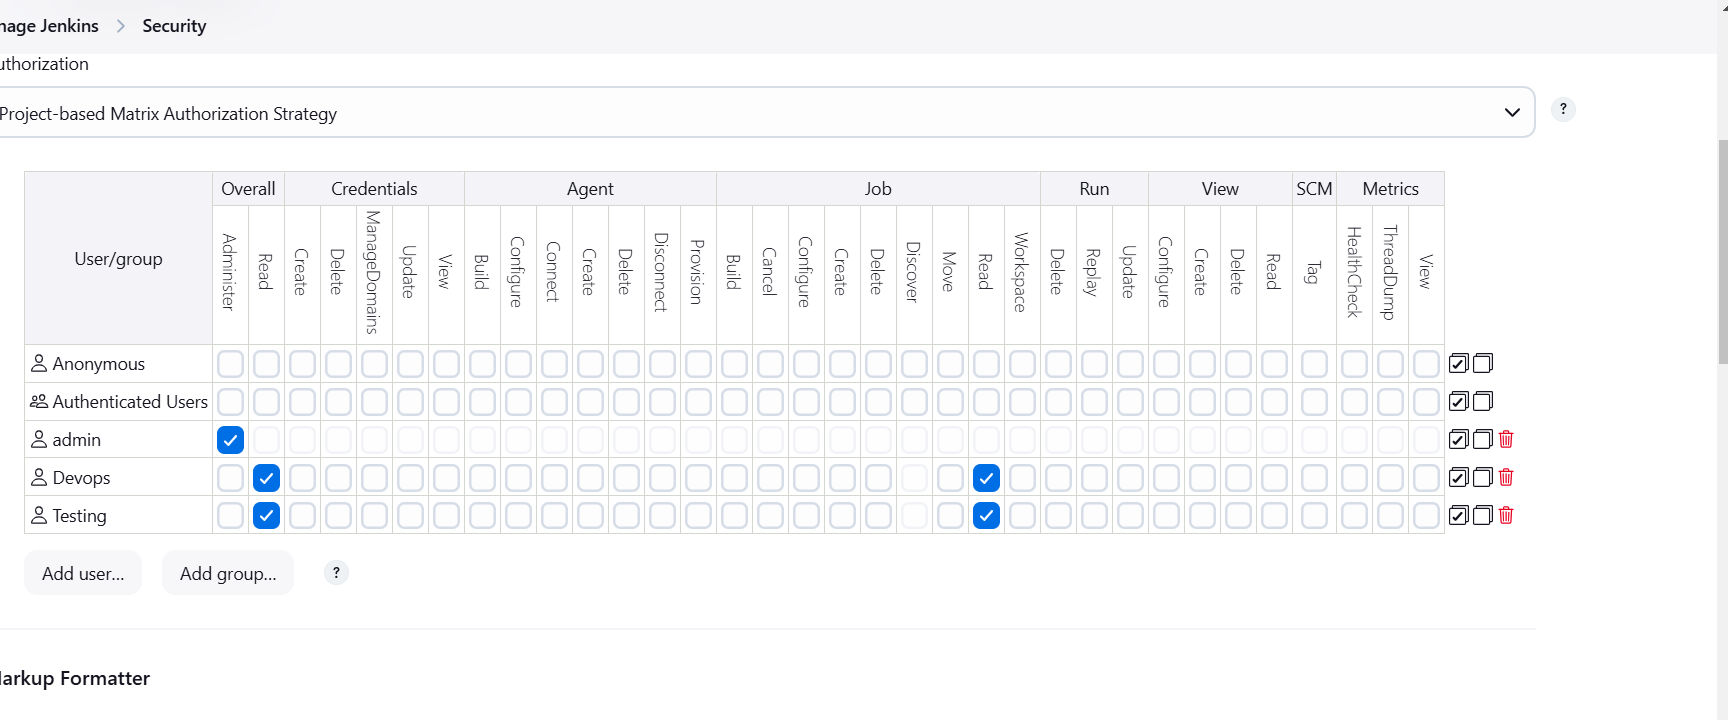 nage Jenkins > Security
uthorization
Project-based Matrix Authorization Strategy
?
User/group
Overall Credentials Agent Job Run View SCM Metrics
Administer Read Create Delete ManageDomains Update View Build Configure Connect Create Delete Disconnect Provision Build Cancel Configure Create Delete Discover Move Read Workspace Delete Replay Update Configure Create Delete Read Tag HealthCheck ThreadDump View
Anonymous
Authenticated Users
admin
Devops
Testing
Add user... Add group... ?
arkup Formatter